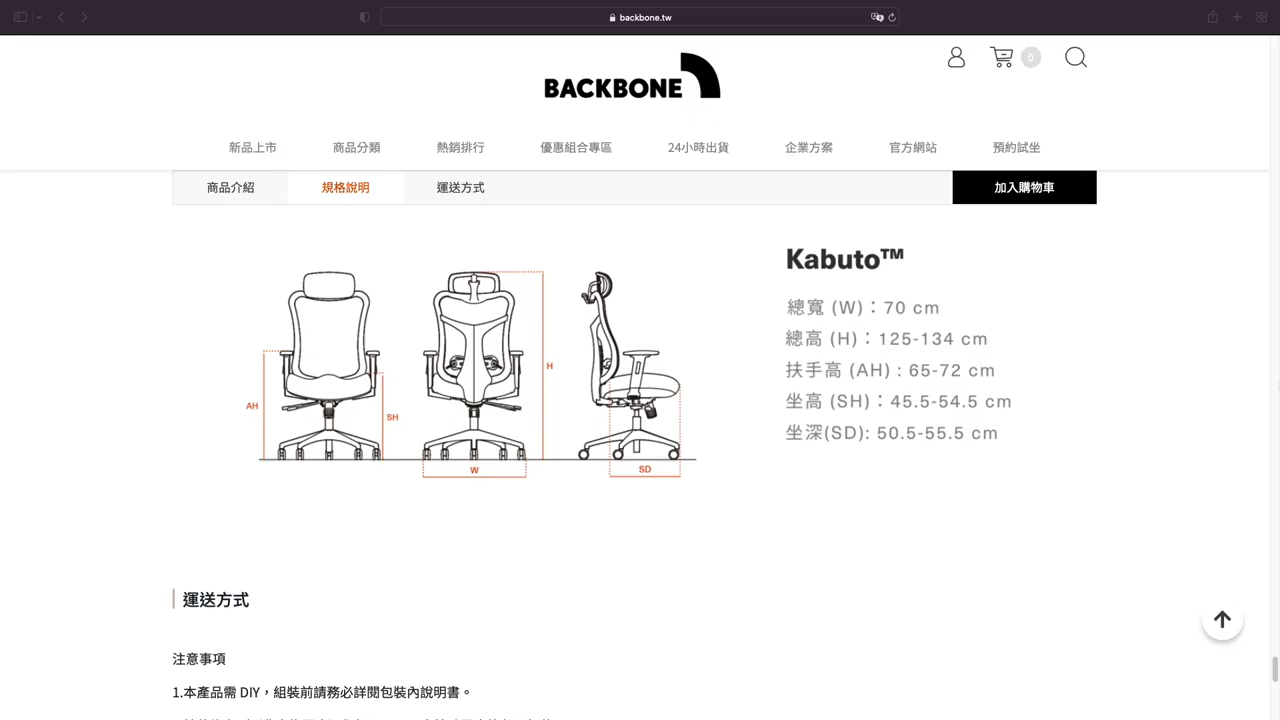 backbone.tw
BACKBONE
0
新品上市 商品分類 熱銷排行 優惠組合專區 24小時出貨 企業方案 官方網站 預約試坐
商品介紹 規格說明 運送方式 加入購物車
Kabuto™
總寬 (W)：70 cm
總高 (H)：125-134 cm
扶手高 (AH) : 65-72 cm
坐高 (SH)：45.5-54.5 cm
坐深(SD): 50.5-55.5 cm
H
AH
SH
W
SD
運送方式
注意事項
1.本產品需 DIY，組裝前請務必詳閱包裝內說明書。